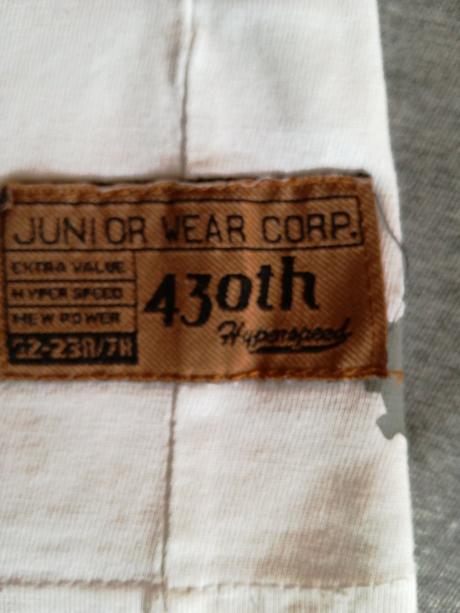 JUNIOR WEAR CORP.
EXTRA VALUE
HYPER SPEED
NEW POWER
430th
Hyperspeed